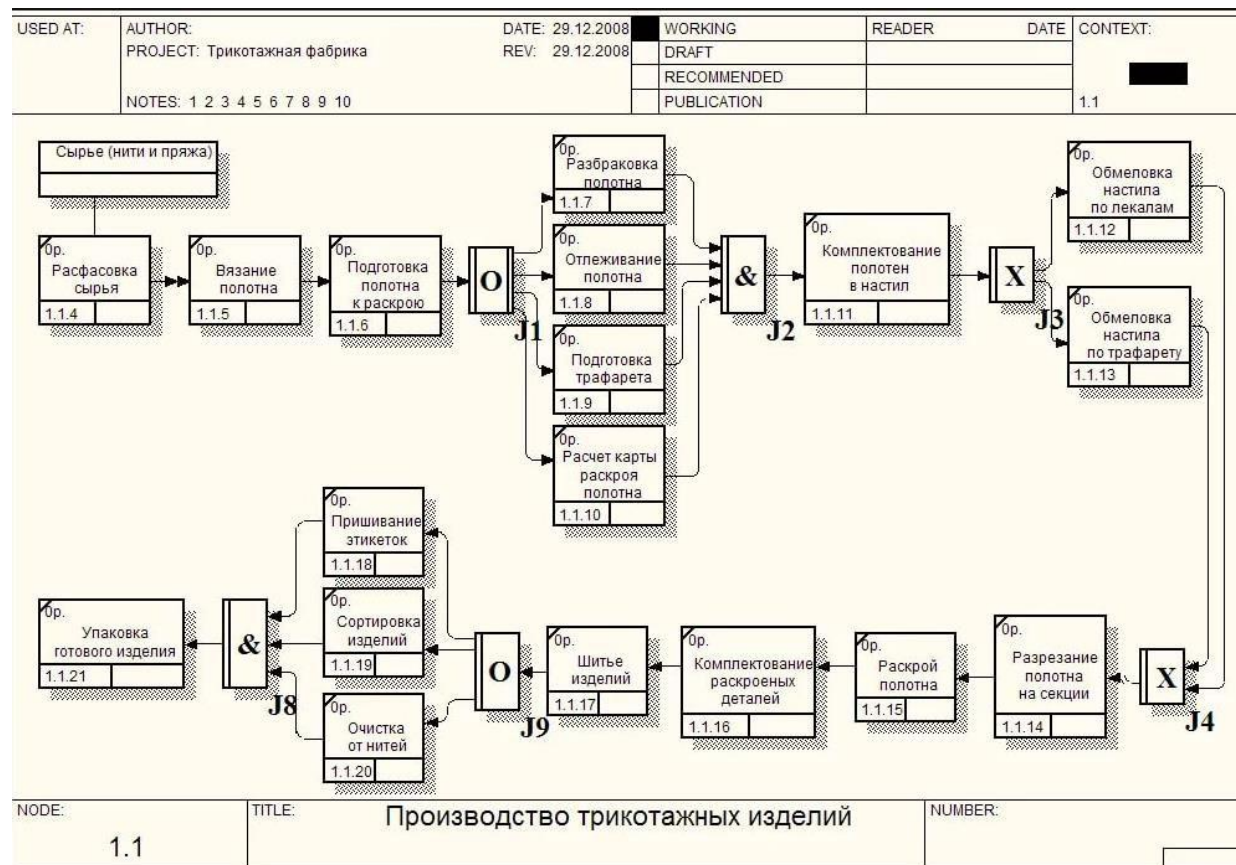 USED AT:
AUTHOR:
DATE: 29.12.2008
PROJECT: Трикотажная фабрика
REV: 29.12.2008
NOTES: 1 2 3 4 5 6 7 8 9 10
WORKING
DRAFT
RECOMMENDED
PUBLICATION
READER
DATE
CONTEXT:
1.1
Сырье (нити и пряжа)
0р.
Расфасовка
сырья
1.1.4
0р.
Вязание
полотна
1.1.5
0р.
Подготовка
полотна
к раскрою
1.1.6
O
J1
0р.
Разбраковка
полотна
1.1.7
0р.
Отлеживание
полотна
1.1.8
0р.
Подготовка
трафарета
1.1.9
0р.
Расчет карты
раскроя
полотна
1.1.10
&
J2
0р.
Комплектование
полотен
в настил
1.1.11
X
J3
0р.
Обмеловка
настила
по лекалам
1.1.12
0р.
Обмеловка
настила
по трафарету
1.1.13
X
J4
0р.
Разрезание
полотна
на секции
1.1.14
0р.
Раскрой
полотна
1.1.15
0р.
Комплектование
раскроеных
деталей
1.1.16
0р.
Шитье
изделий
1.1.17
O
J9
0р.
Пришивание
этикеток
1.1.18
0р.
Сортировка
изделий
1.1.19
0р.
Очистка
от нитей
1.1.20
&
J8
0р.
Упаковка
готового изделия
1.1.21
NODE:
1.1
TITLE:
Производство трикотажных изделий
NUMBER: